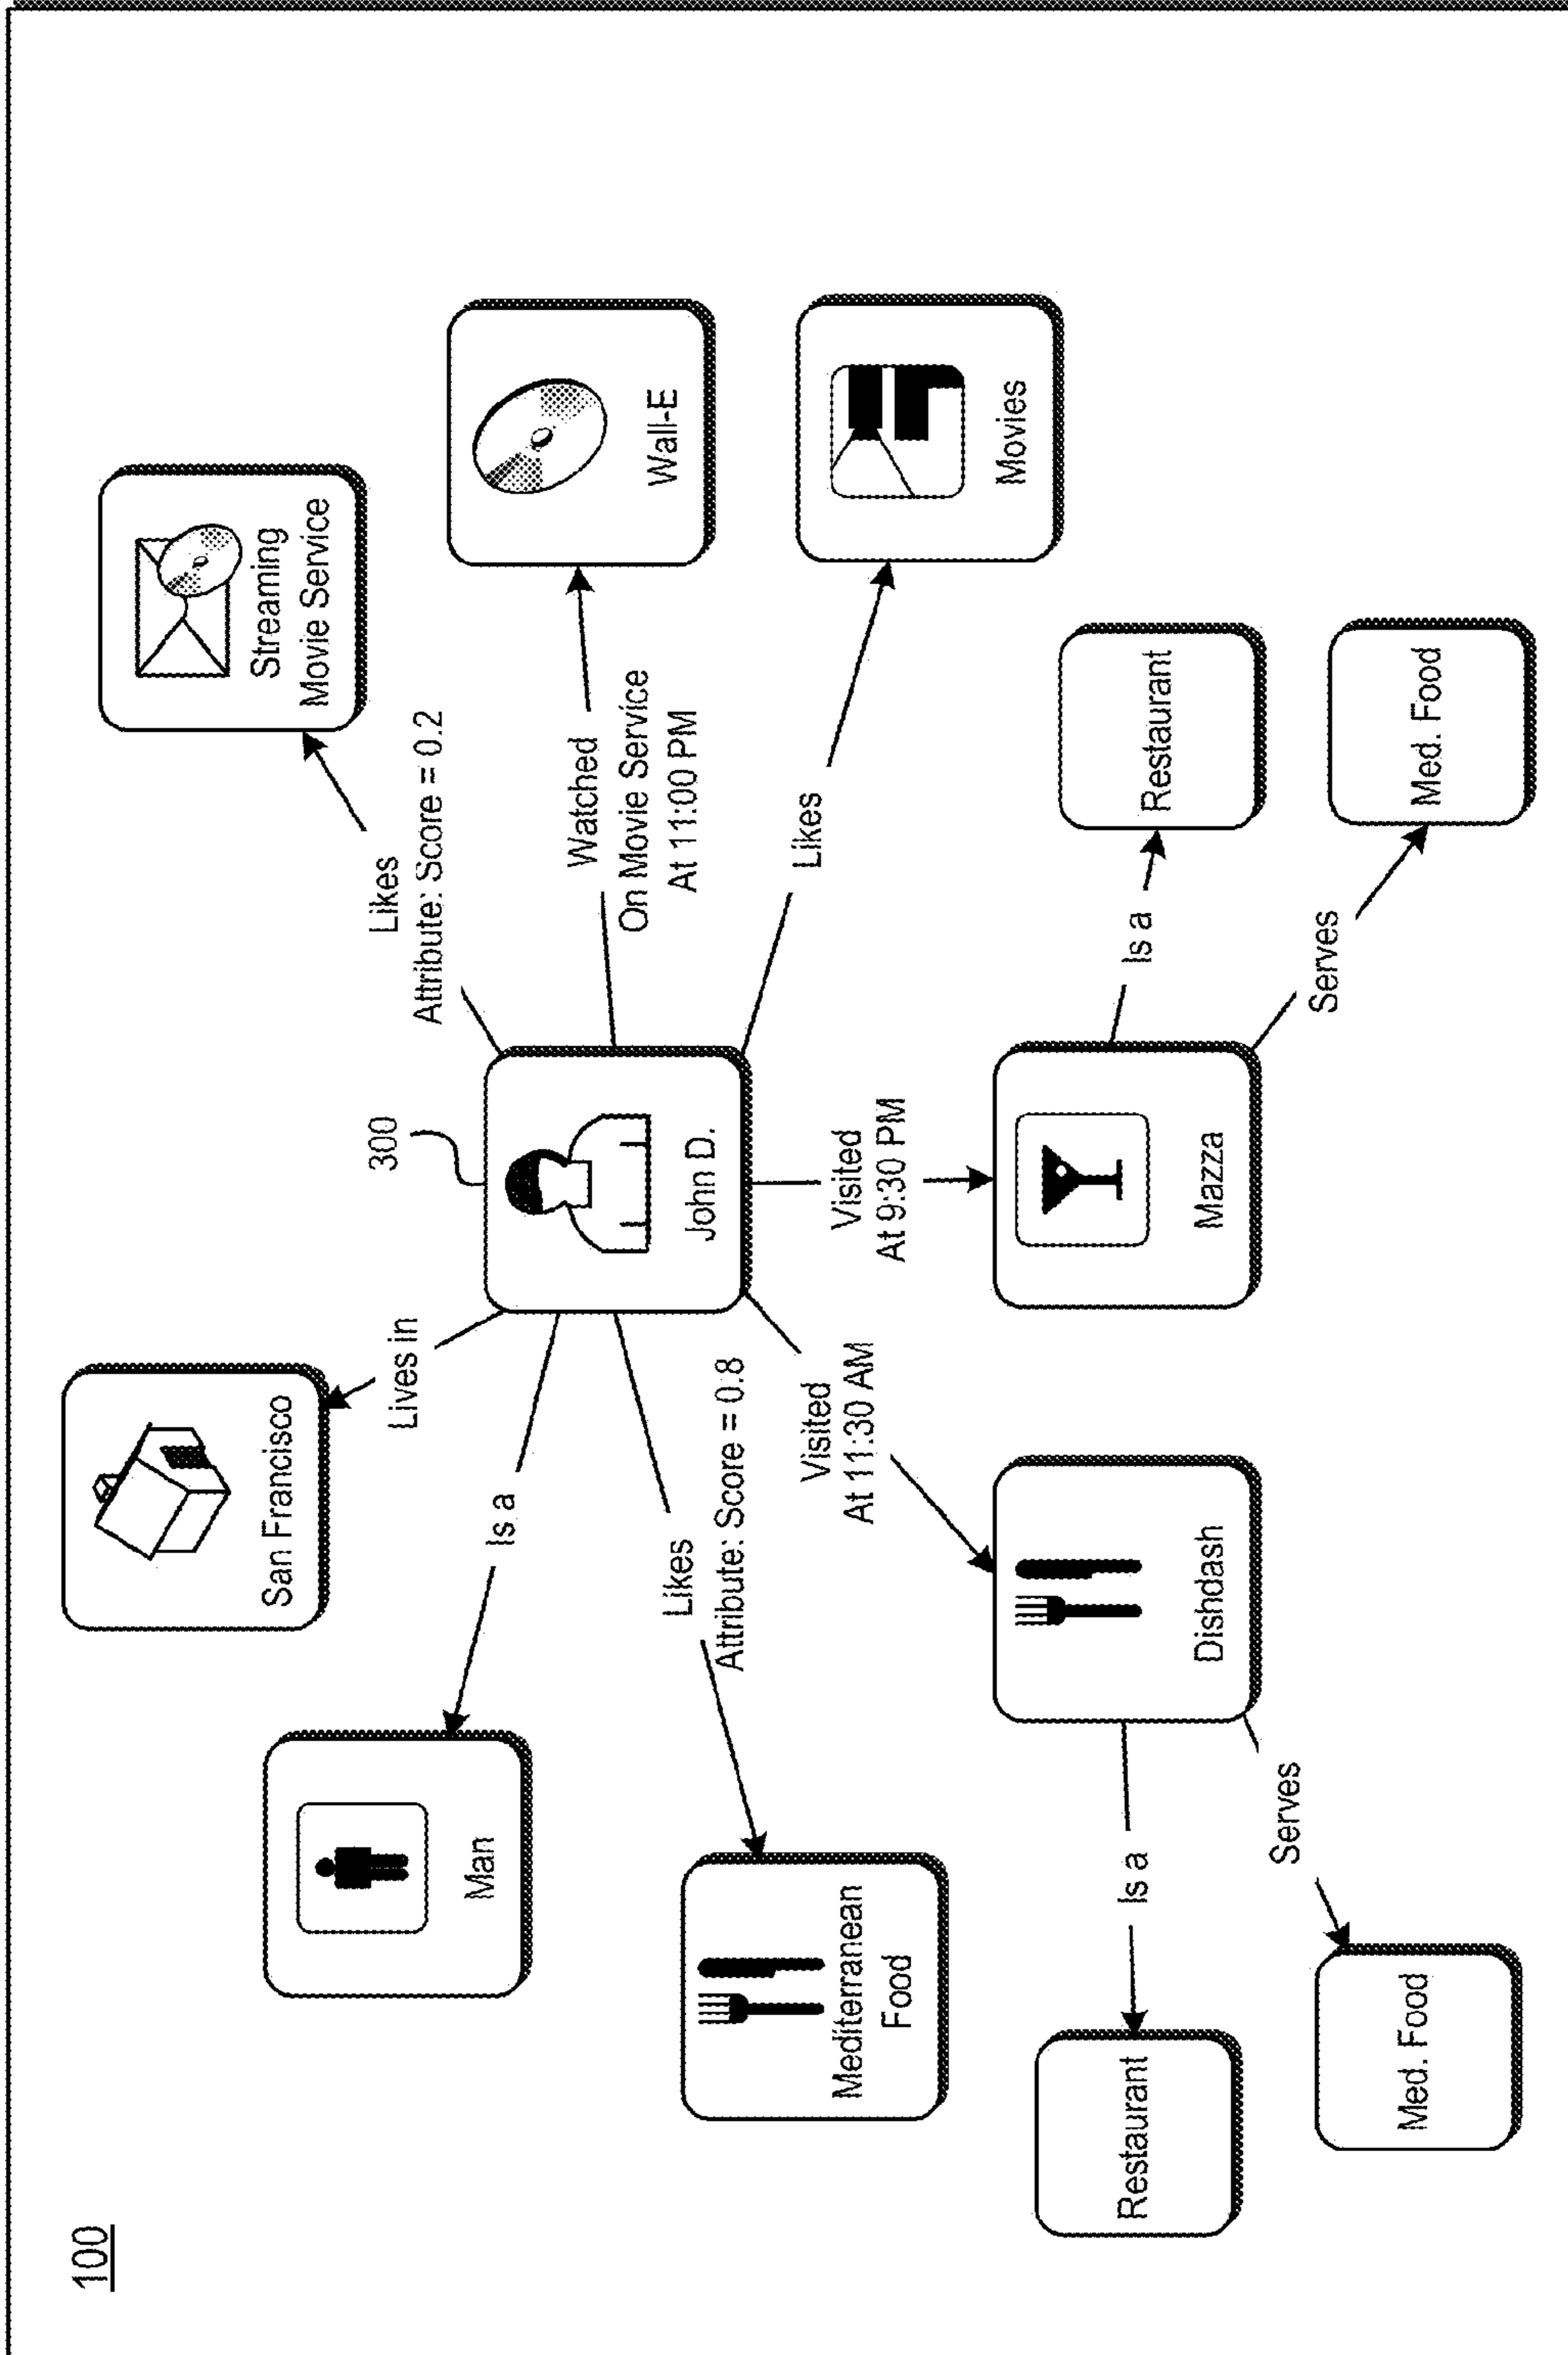 100
San Francisco
Lives in
300
Likes
Attribute: Score = 0.2
Streaming
Movie Service
Man
Is a
John D.
Watched
On Movie Service
At 11:00 PM
Wall-E
Mediterranean
Food
Likes
Attribute: Score = 0.8
Likes
Movies
Visited
At 11:30 AM
Visited
At 9:30 PM
Restaurant
Is a
Dishdash
Mazza
Is a
Restaurant
Med. Food
Serves
Serves
Med. Food